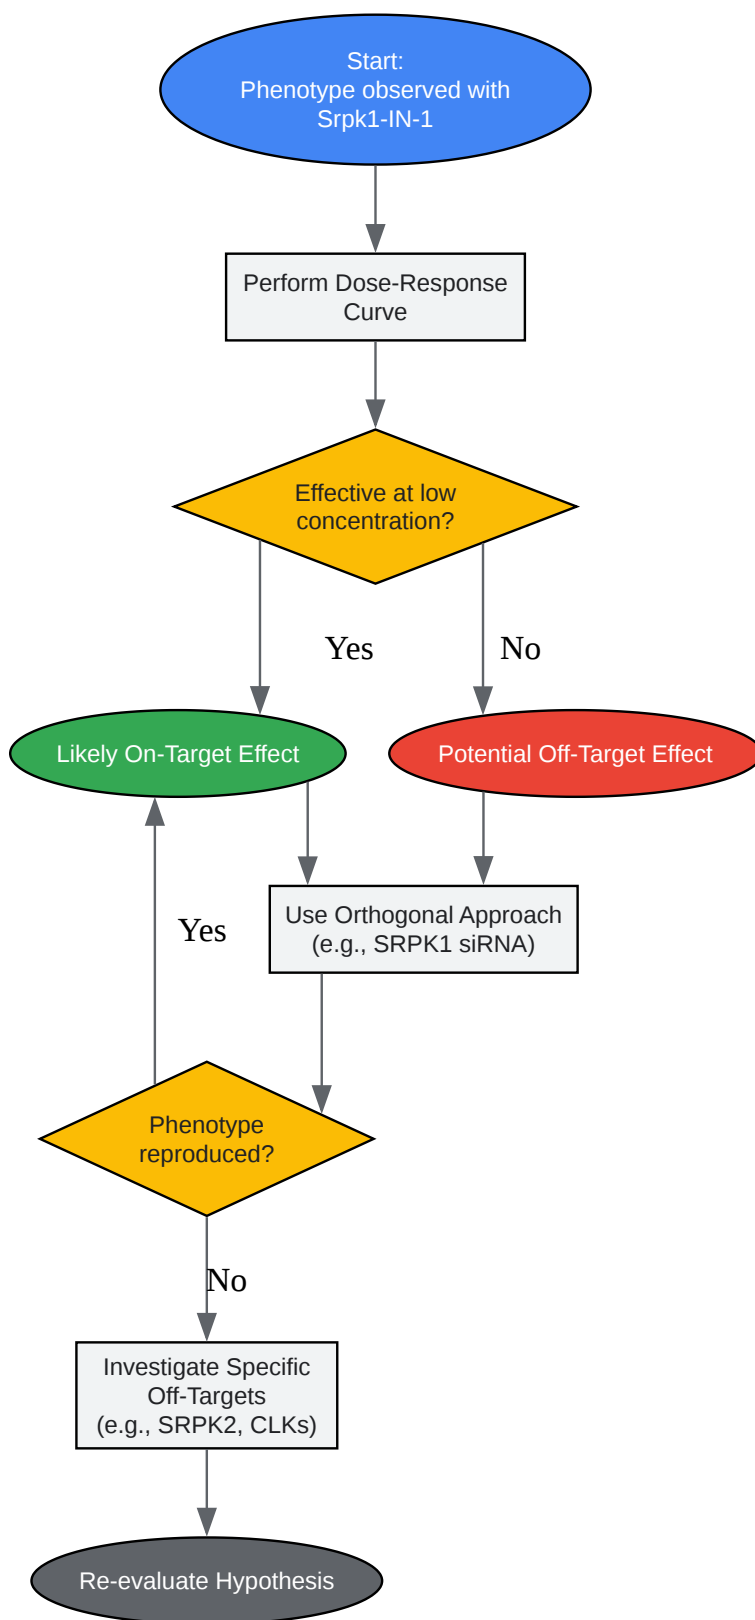 Start:
Phenotype observed with
Srpk1-IN-1
Perform Dose-Response
Curve
Effective at low
concentration?
Yes
No
Likely On-Target Effect
Potential Off-Target Effect
Use Orthogonal Approach
(e.g., SRPK1 siRNA)
Yes
Phenotype
reproduced?
No
Investigate Specific
Off-Targets
(e.g., SRPK2, CLKs)
Re-evaluate Hypothesis